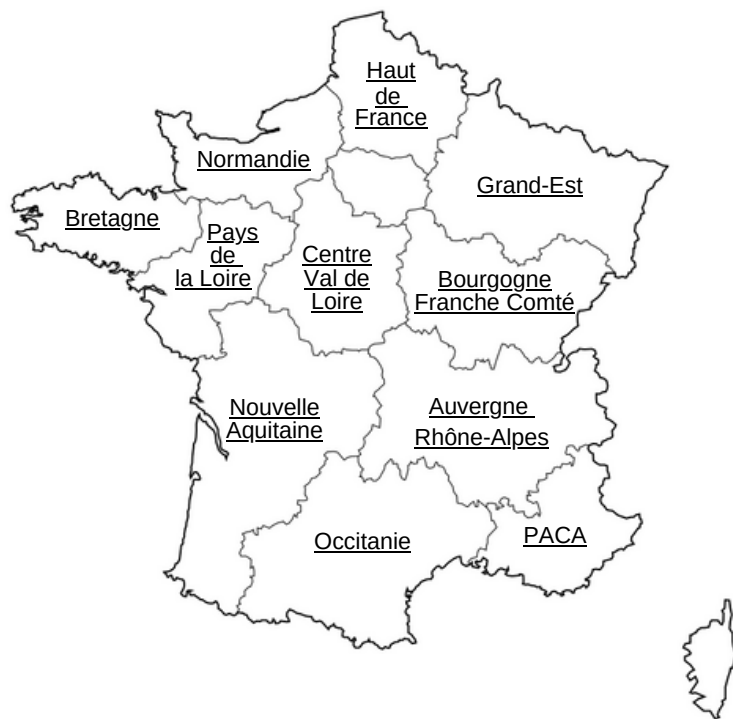 Haut
de
France
Normandie
Grand-Est
Bretagne
Pays
de
la Loire
Centre
Val de
Loire
Bourgogne
Franche Comté
Nouvelle
Aquitaine
Auvergne
Rhône-Alpes
Occitanie
PACA